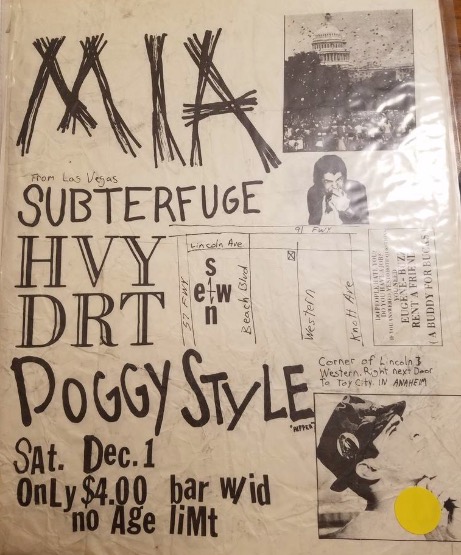 MIA
From Las Vegas
SUBTERFUGE
HVY
DRT
91 FWY
Lincoln Ave
57 FWY
S
e w
n
Beach Blvd
Western
Knott Ave
EUGENE-BIZ
RENT A FRIEND
(A BUDDY FOR BUCKS)
DOGGY STYLE
"PEPPED"
Corner of Lincoln &
Western. Right next Door
To Toy City. IN ANAHEIM
SAt. Dec. 1
OnLy $4.00 bar w/id
no Age liMt